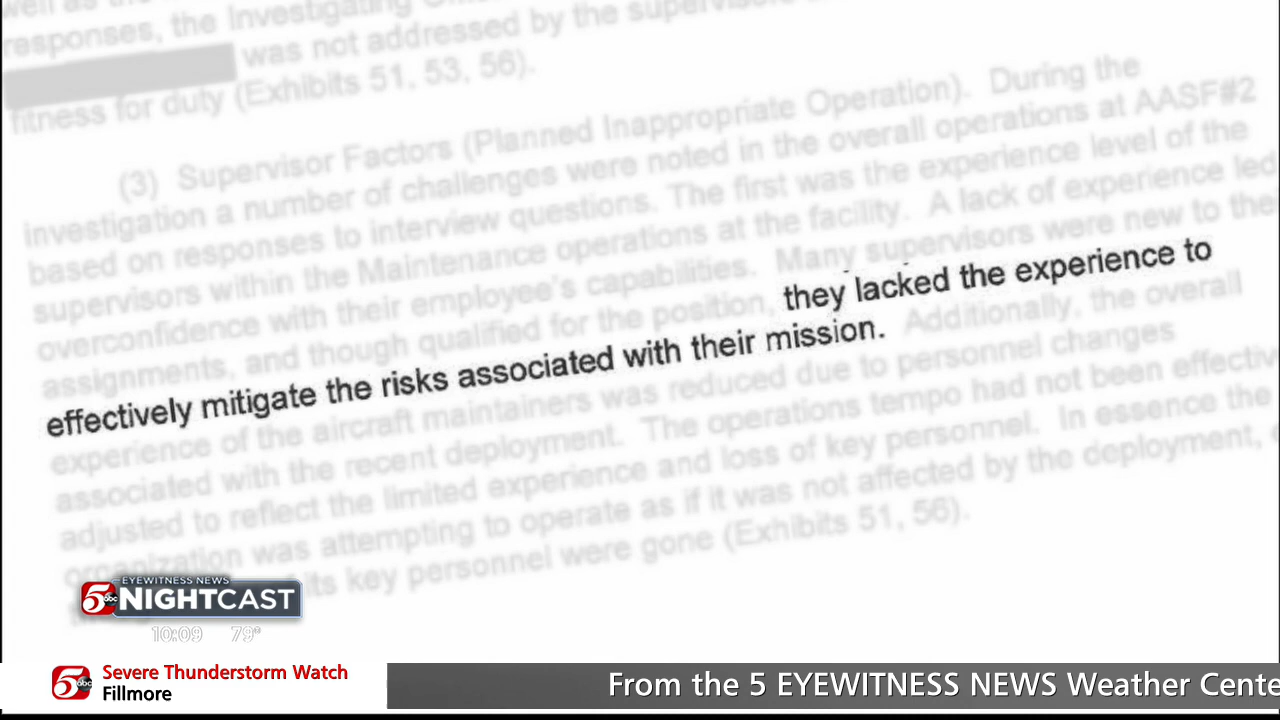 well as the
responses, the Investigating
was not addressed by the supervisors
fitness for duty (Exhibits 51, 53, 56).
(3) Supervisor Factors (Planned Inappropriate Operation). During the
investigation a number of challenges were noted in the overall operations at AASF#2
based on responses to interview questions. The first was the experience level of the
supervisors within the Maintenance operations at the facility. A lack of experience led
overconfidence with their employee's capabilities. Many supervisors were new to
assignments, and though qualified for the position, they lacked the experience to
effectively mitigate the risks associated with their mission. Additionally, the overall
experience of the aircraft maintainers was reduced due to personnel changes
associated with the recent deployment. The operations tempo had not been
adjusted to reflect the limited experience and loss of key personnel. In essence the
organization was attempting to operate as if it was not affected by the deployment,
key personnel were gone (Exhibits 51, 56).
EYEWITNESS NEWS
5 abc NIGHTCAST
10:09 79°
5 abc Severe Thunderstorm Watch
Fillmore
From the 5 EYEWITNESS NEWS Weather Cente